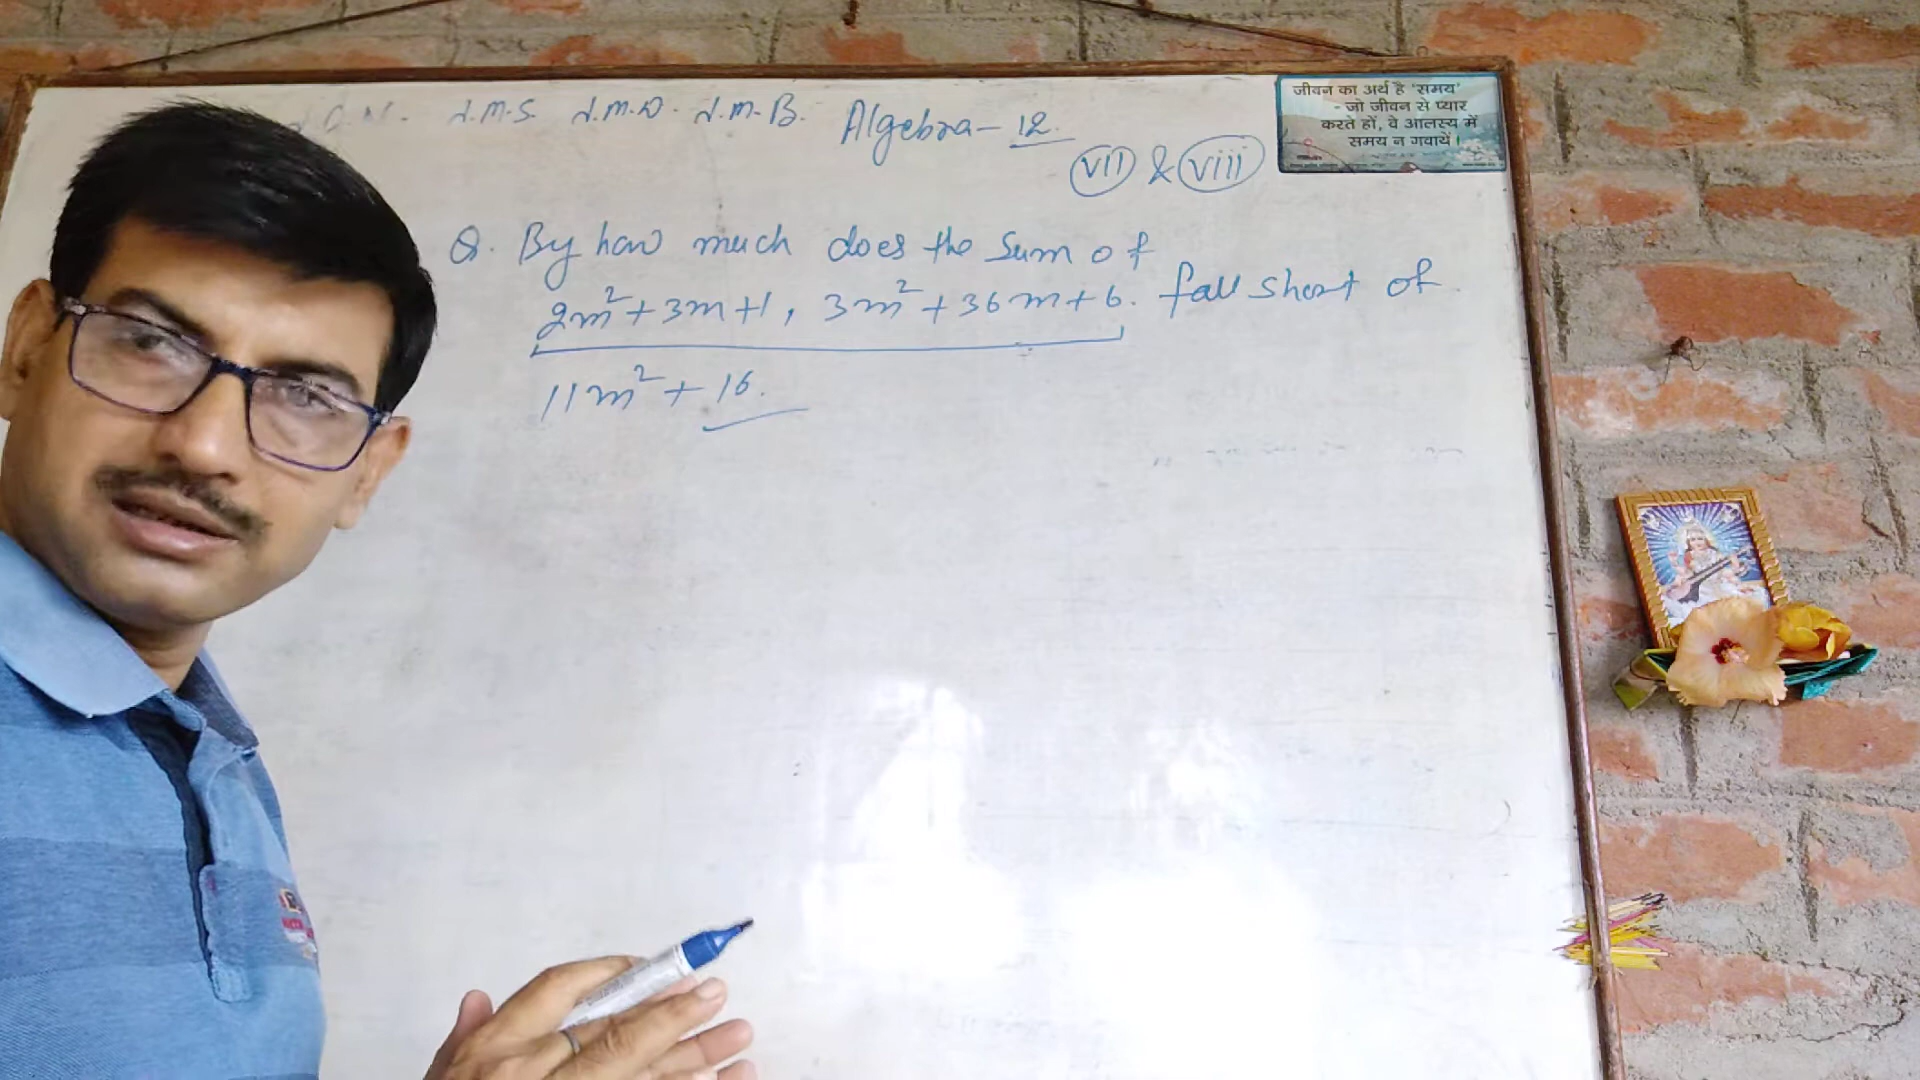 J.M.S. J.M.D. J.M.B. Algebra-12
VII & VIII
जीवन का अर्थ है 'समय'
- जो जीवन से प्यार
करते हों, वे आलस्य में
समय न गवायें।
Q. By how much does the sum of
2m²+3m+1, 3m²+36m+6. fall short of
11m²+16.